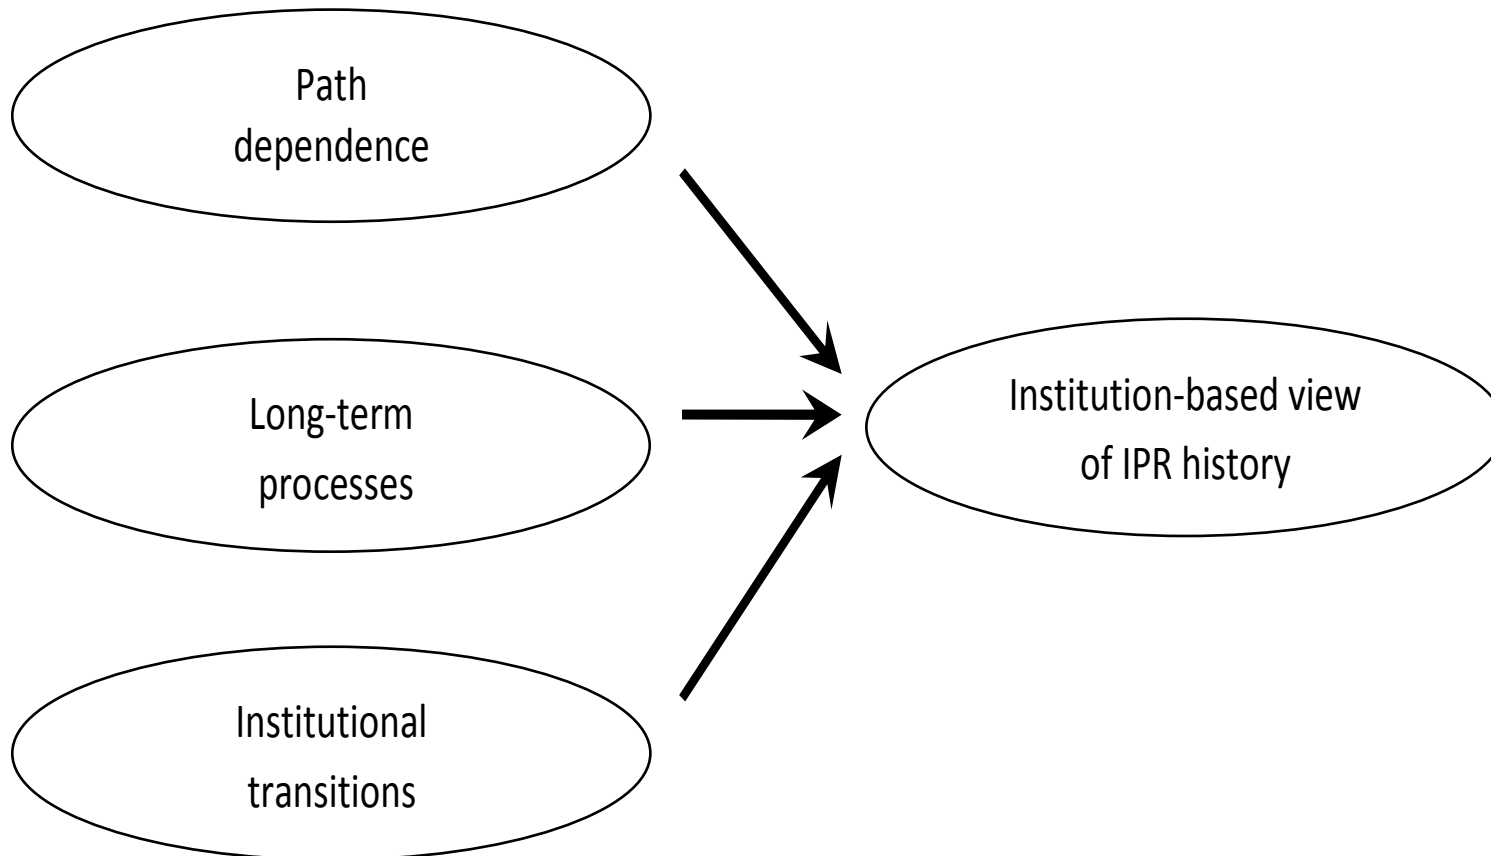 Path
dependence
Long-term
processes
Institution-based view
of IPR history
Institutional
transitions